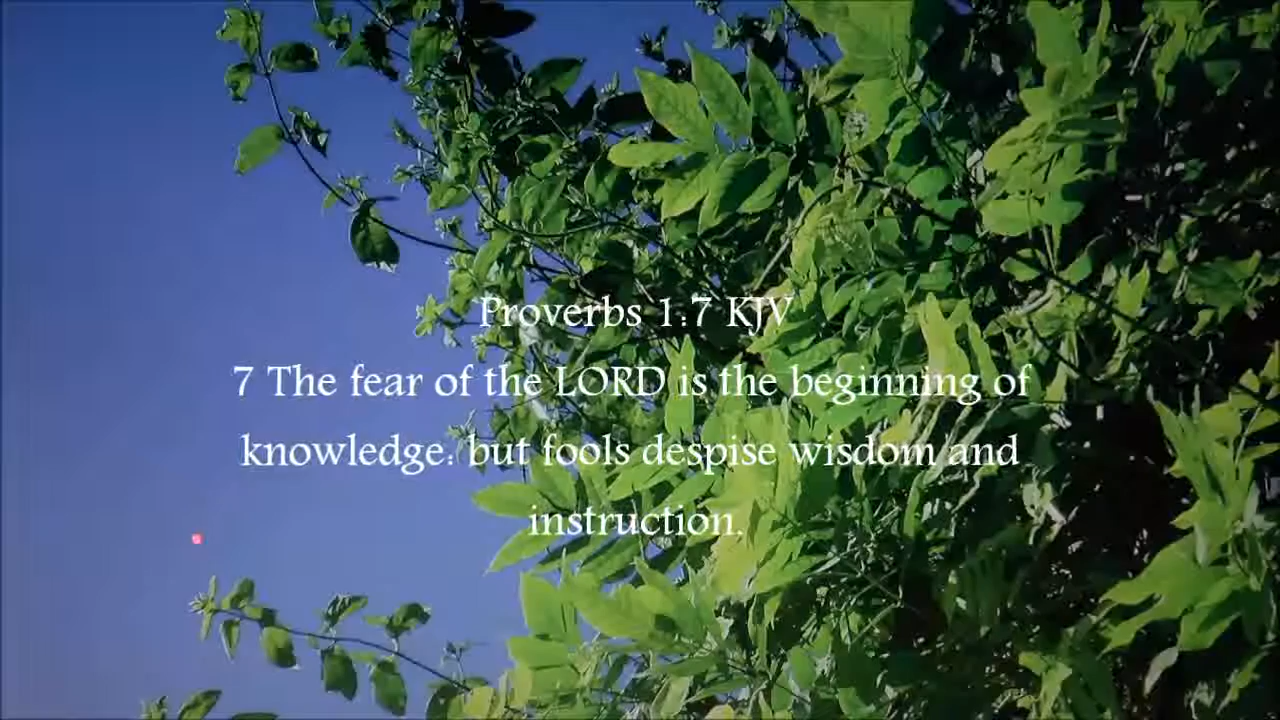 Proverbs 1:7 KJV
7 The fear of the LORD is the beginning of
knowledge: but fools despise wisdom and
instruction.